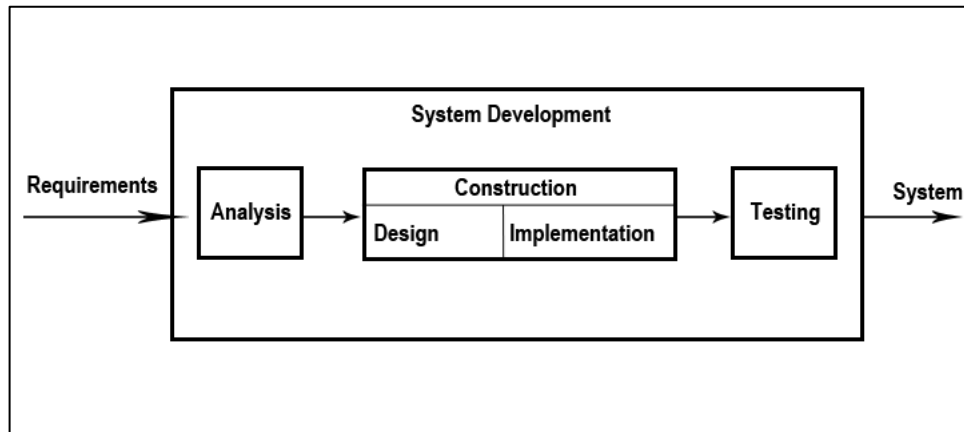 System Development
Requirements
Analysis
Construction
Design
Implementation
Testing
System